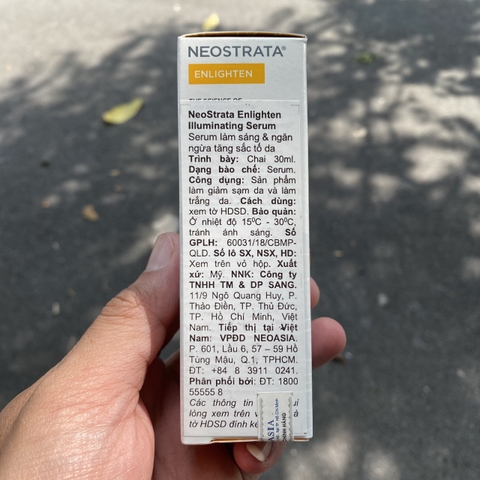 NEOSTRATA®
ENLIGHTEN
THE SCIENCE OF
NeoStrata Enlighten
Illuminating Serum
Serum làm sáng & ngăn
ngừa tăng sắc tố da
Trình bày: Chai 30ml.
Dạng bào chế: Serum.
Công dụng: Sản phẩm
làm giảm sạm da và làm
trắng da. Cách dùng:
xem tờ HDSD. Bảo quản:
Ở nhiệt độ 15⁰C - 30⁰C,
tránh ánh sáng. Số
GPLH: 60031/18/CBMP-
QLD. Số lô SX, NSX, HD:
Xem trên vỏ hộp. Xuất
xứ: Mỹ. NNK: Công ty
TNHH TM & DP SANG.
11/9 Ngô Quang Huy, P.
Thảo Điền, TP. Thủ Đức,
TP. Hồ Chí Minh, Việt
Nam. Tiếp thị tại Việt
Nam: VPĐD NEOASIA.
P. 601, Lầu 6, 57 – 59 Hồ
Tùng Mậu, Q.1, TPHCM.
ĐT: +84 8 3911 0241.
Phân phối bởi: ĐT: 1800
55555 8
Các thông tin
lòng xem trên
tờ HDSD đính